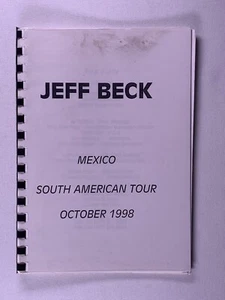 JEFF BECK
MEXICO
SOUTH AMERICAN TOUR
OCTOBER 1998